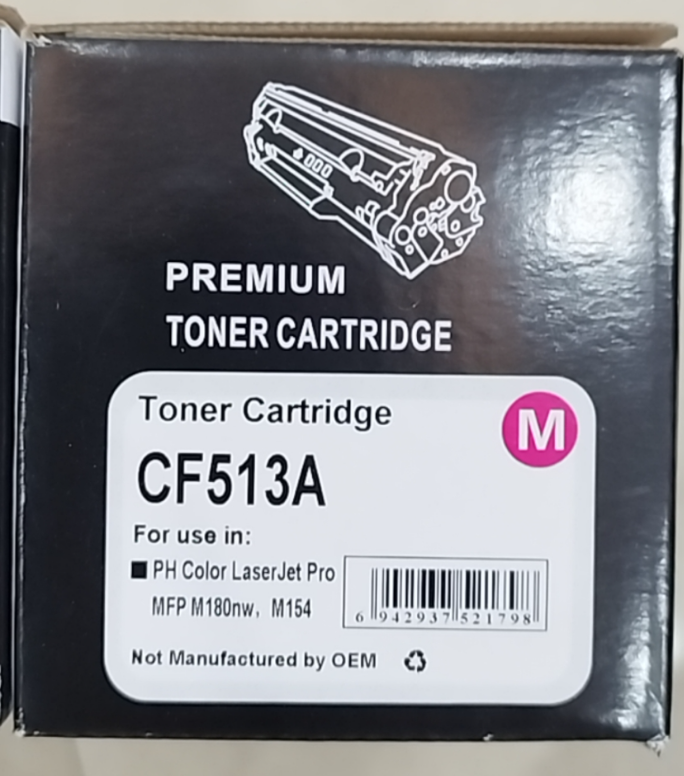 PREMIUM
TONER CARTRIDGE
Toner Cartridge
M
CF513A
For use in:
PH Color LaserJet Pro
MFP M180nw, M154
6 942937 521798
Not Manufactured by OEM